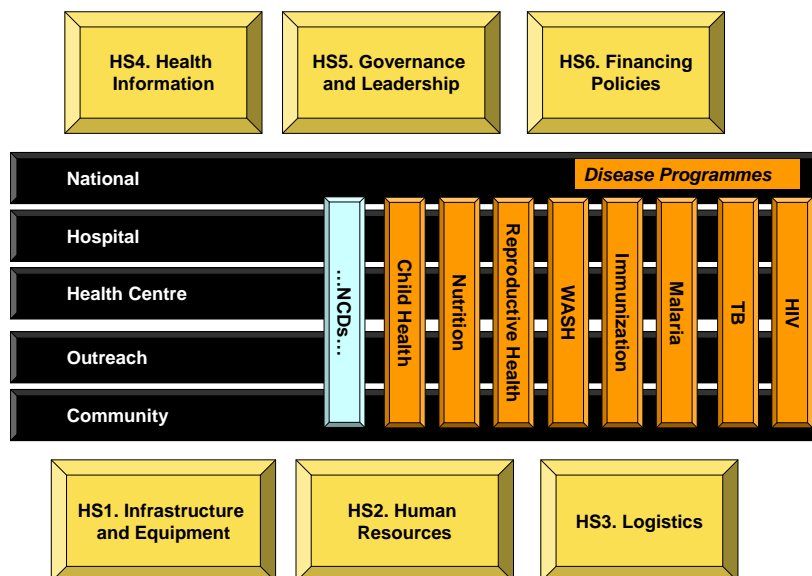 HS4. Health
Information
HS5. Governance
and Leadership
HS6. Financing
Policies
National
Disease Programmes
Hospital
Health Centre
Outreach
Community
...NCDs...
Child Health
Nutrition
Reproductive Health
WASH
Immunization
Malaria
TB
HIV
HS1. Infrastructure
and Equipment
HS2. Human
Resources
HS3. Logistics